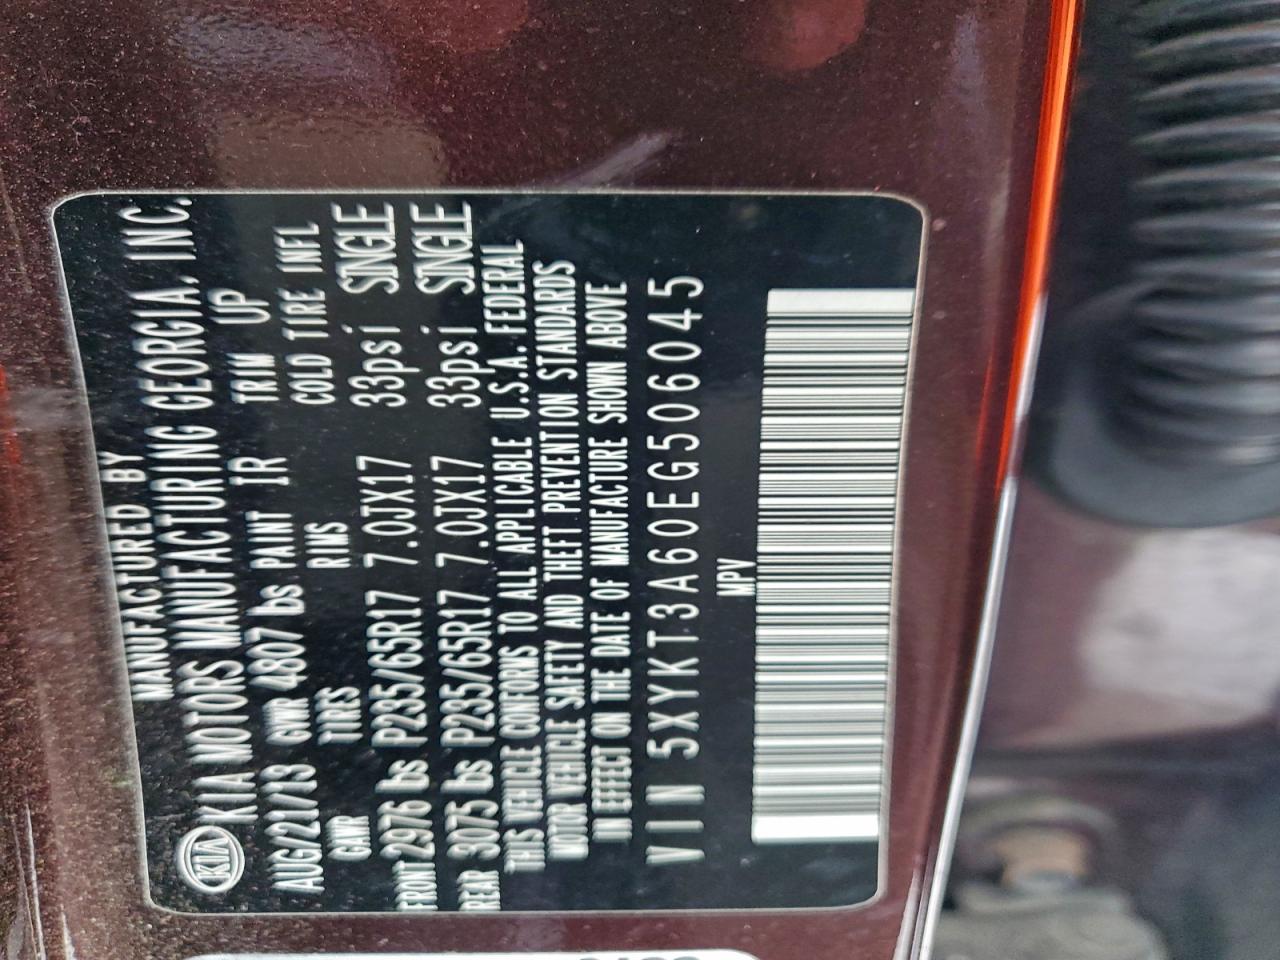 MANUFACTURED BY
KIA KIA MOTORS MANUFACTURING GEORGIA, INC.
AUG/21/13 GVWR 4807 lbs PAINT IR TRIM UP
GAWR TIRES RIMS COLD TIRE INFL
FRONT 2976 lbs P235/65R17 7.0JX17 33psi SINGLE
REAR 3075 lbs P235/65R17 7.0JX17 33psi SINGLE
THIS VEHICLE CONFORMS TO ALL APPLICABLE U.S.A. FEDERAL
MOTOR VEHICLE SAFETY AND THEFT PREVENTION STANDARDS
IN EFFECT ON THE DATE OF MANUFACTURE SHOWN ABOVE
VIN 5XYKT3A60EG506045
MPV